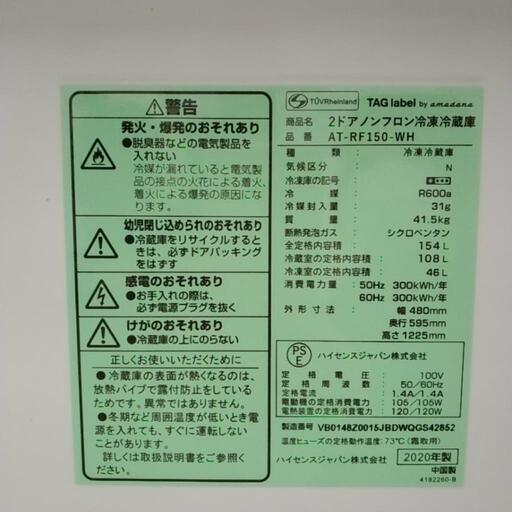 ⚠警告
発火・爆発のおそれあり
●脱臭器などの電気製品を
入れない
冷媒が漏れていると電気製
品の接点の火花による着火、
着火による爆発の原因にな
ります。
幼児閉じ込められのおそれあり
●冷蔵庫をリサイクルすると
きは、必ずドアパッキング
をはずす
感電のおそれあり
●お手入れの際は、
必ず電源プラグを抜く
けがのおそれあり
●冷蔵庫の上にのらない
正しくお使いいただくために
●冷蔵庫の表面が熱くなるのは、
放熱パイプで露付防止をしている
ためです。異常ではありません。
●冬期など周囲温度が低いとき電
源を入れても、運転しないことが
あります。
詳しくは取扱説明書をご参照く
ださい。
TÜVRheinland TAG label by amadana
商品名 2ドアノンフロン冷凍冷蔵庫
品番 AT-RF150-WH
種類 冷凍冷蔵庫
気候区分 N
冷凍庫の記号
冷媒 R600a
冷媒封入量 31g
質量 41.5kg
断熱発泡ガス シクロペンタン
全定格内容積 154L
冷蔵室の定格内容積 108L
冷凍室の定格内容積 46L
消費電力量 50Hz 300kWh/年
60Hz 300kWh/年
外形寸法 幅 480mm
奥行 595mm
高さ 1225mm
PS
E
ハイセンスジャパン株式会社
定格電圧 100V
定格周波数 50/60Hz
定格電流 1.4A/1.4A
電動機の定格消費電力 105/105W
電熱装置の定格消費電力 120/120W
製造番号 VB0148Z0015JBDWQGS42852
温度ヒューズの定格動作温度:73℃(霜取用)
ハイセンスジャパン株式会社 2020年製
中国製
4182260-B